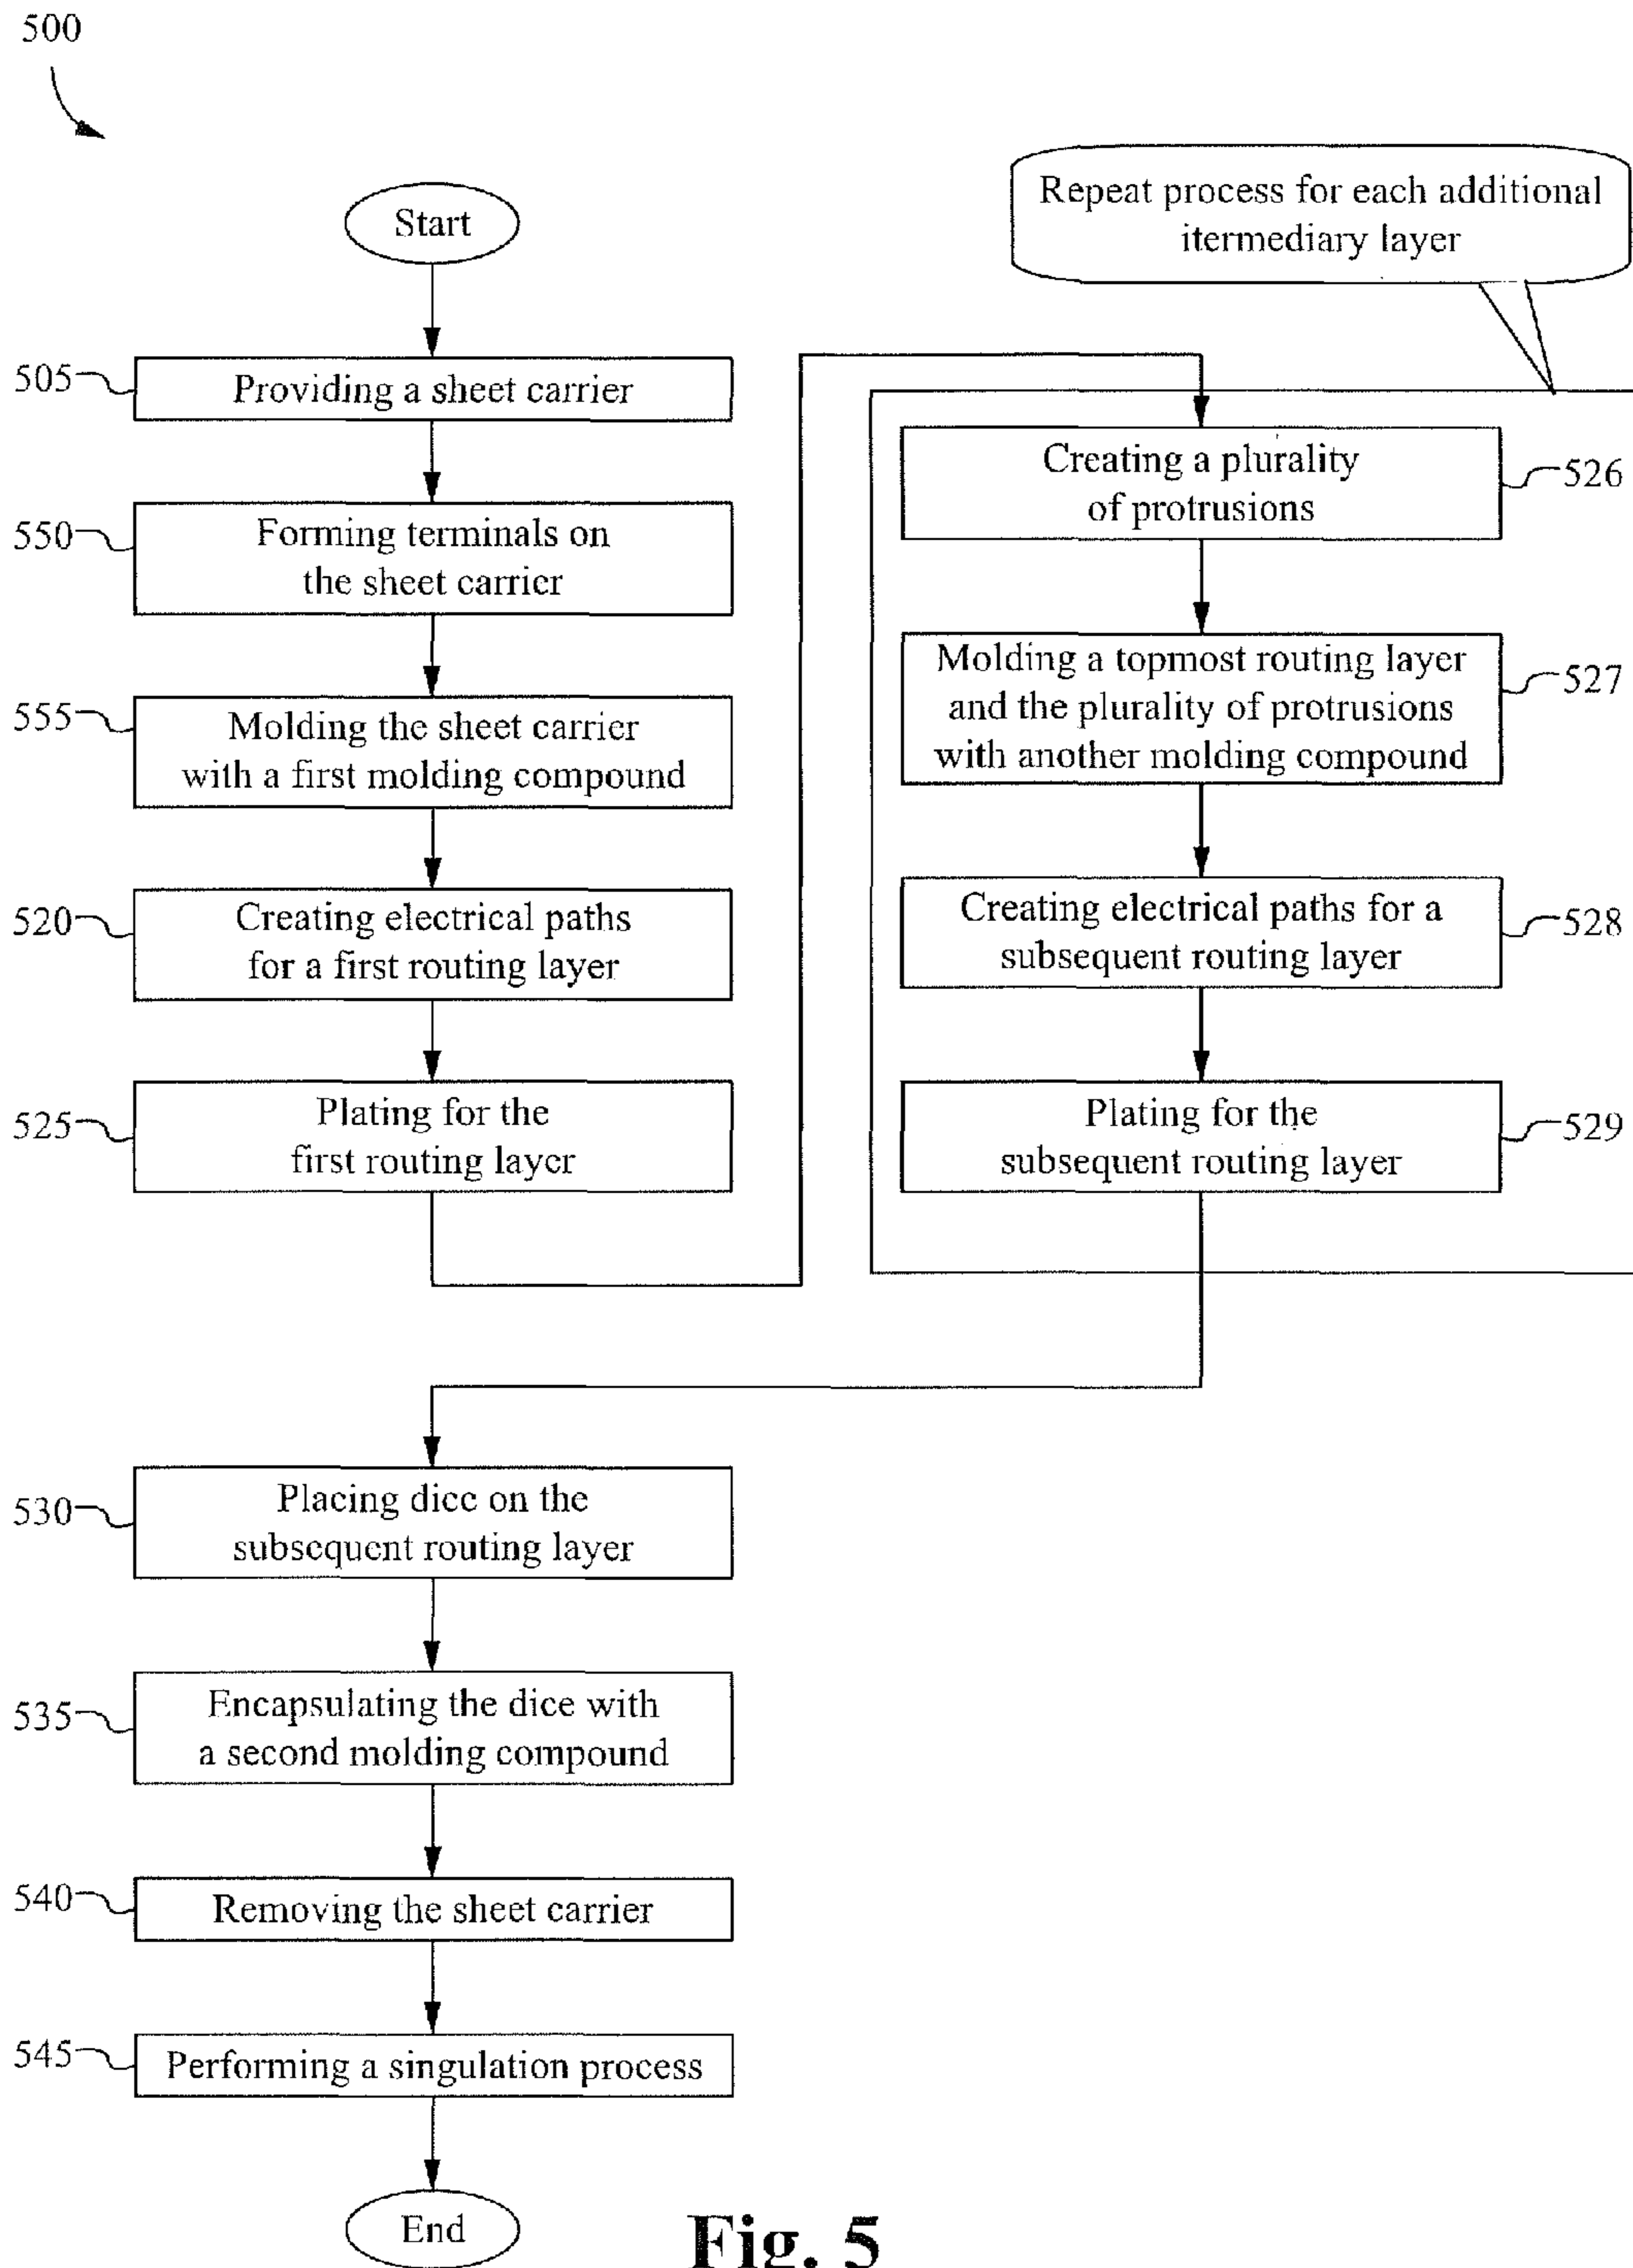 500
Start
505
Providing a sheet carrier
550
Forming terminals on
the sheet carrier
555
Molding the sheet carrier
with a first molding compound
520
Creating electrical paths
for a first routing layer
525
Plating for the
first routing layer
Repeat process for each additional
itermediary layer
Creating a plurality
of protrusions
526
Molding a topmost routing layer
and the plurality of protrusions
with another molding compound
527
Creating electrical paths for a
subsequent routing layer
528
Plating for the
subsequent routing layer
529
530
Placing dice on the
subsequent routing layer
535
Encapsulating the dice with
a second molding compound
540
Removing the sheet carrier
545
Performing a singulation process
End
Fig. 5